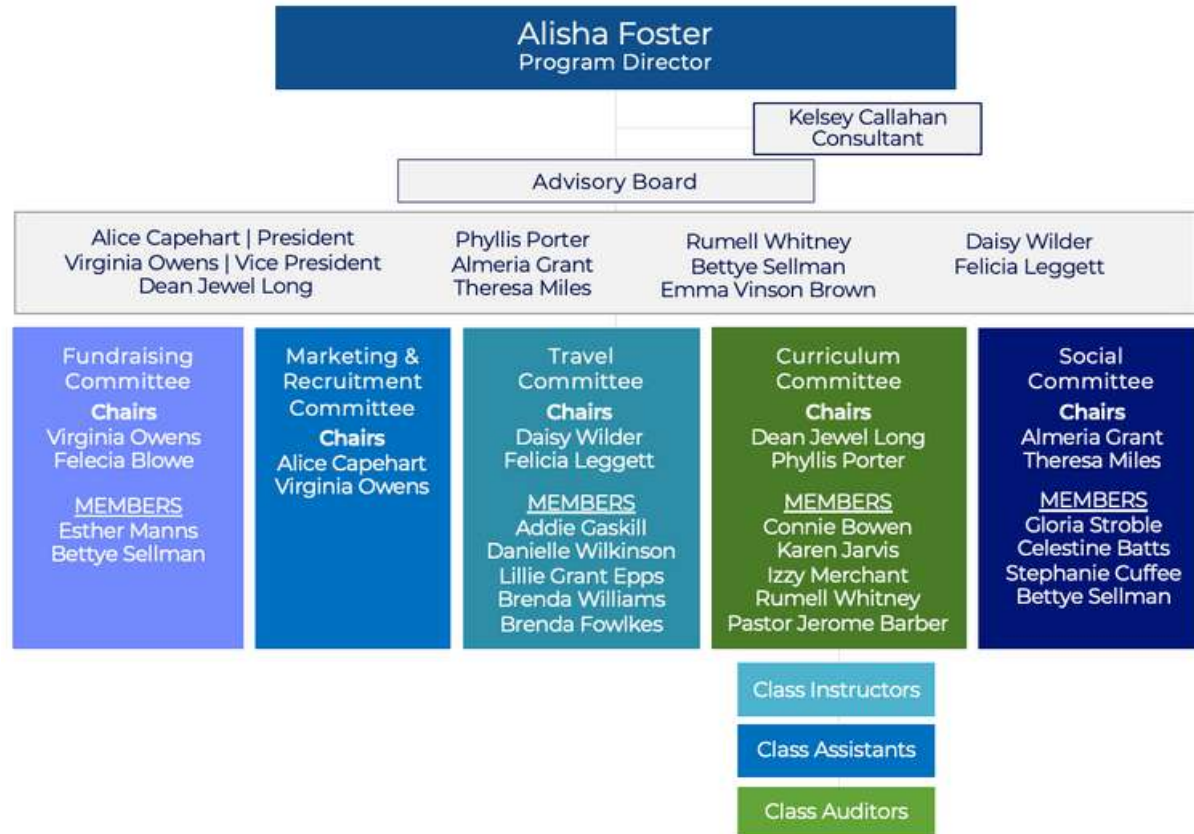 Alisha Foster
Program Director
Kelsey Callahan
Consultant
Advisory Board
Alice Capehart | President
Virginia Owens | Vice President
Dean Jewel Long
Phyllis Porter
Almeria Grant
Theresa Miles
Rumell Whitney
Bettye Sellman
Emma Vinson Brown
Daisy Wilder
Felicia Leggett
Fundraising
Committee
Chairs
Virginia Owens
Felecia Blowe
MEMBERS
Esther Manns
Bettye Sellman
Marketing &
Recruitment
Committee
Chairs
Alice Capehart
Virginia Owens
Travel
Committee
Chairs
Daisy Wilder
Felicia Leggett
MEMBERS
Addie Gaskill
Danielle Wilkinson
Lillie Grant Epps
Brenda Williams
Brenda Fowlkes
Curriculum
Committee
Chairs
Dean Jewel Long
Phyllis Porter
MEMBERS
Connie Bowen
Karen Jarvis
Izzy Merchant
Rumell Whitney
Pastor Jerome Barber
Social
Committee
Chairs
Almeria Grant
Theresa Miles
MEMBERS
Gloria Stroble
Celestine Batts
Stephanie Cuffee
Bettye Sellman
Class Instructors
Class Assistants
Class Auditors